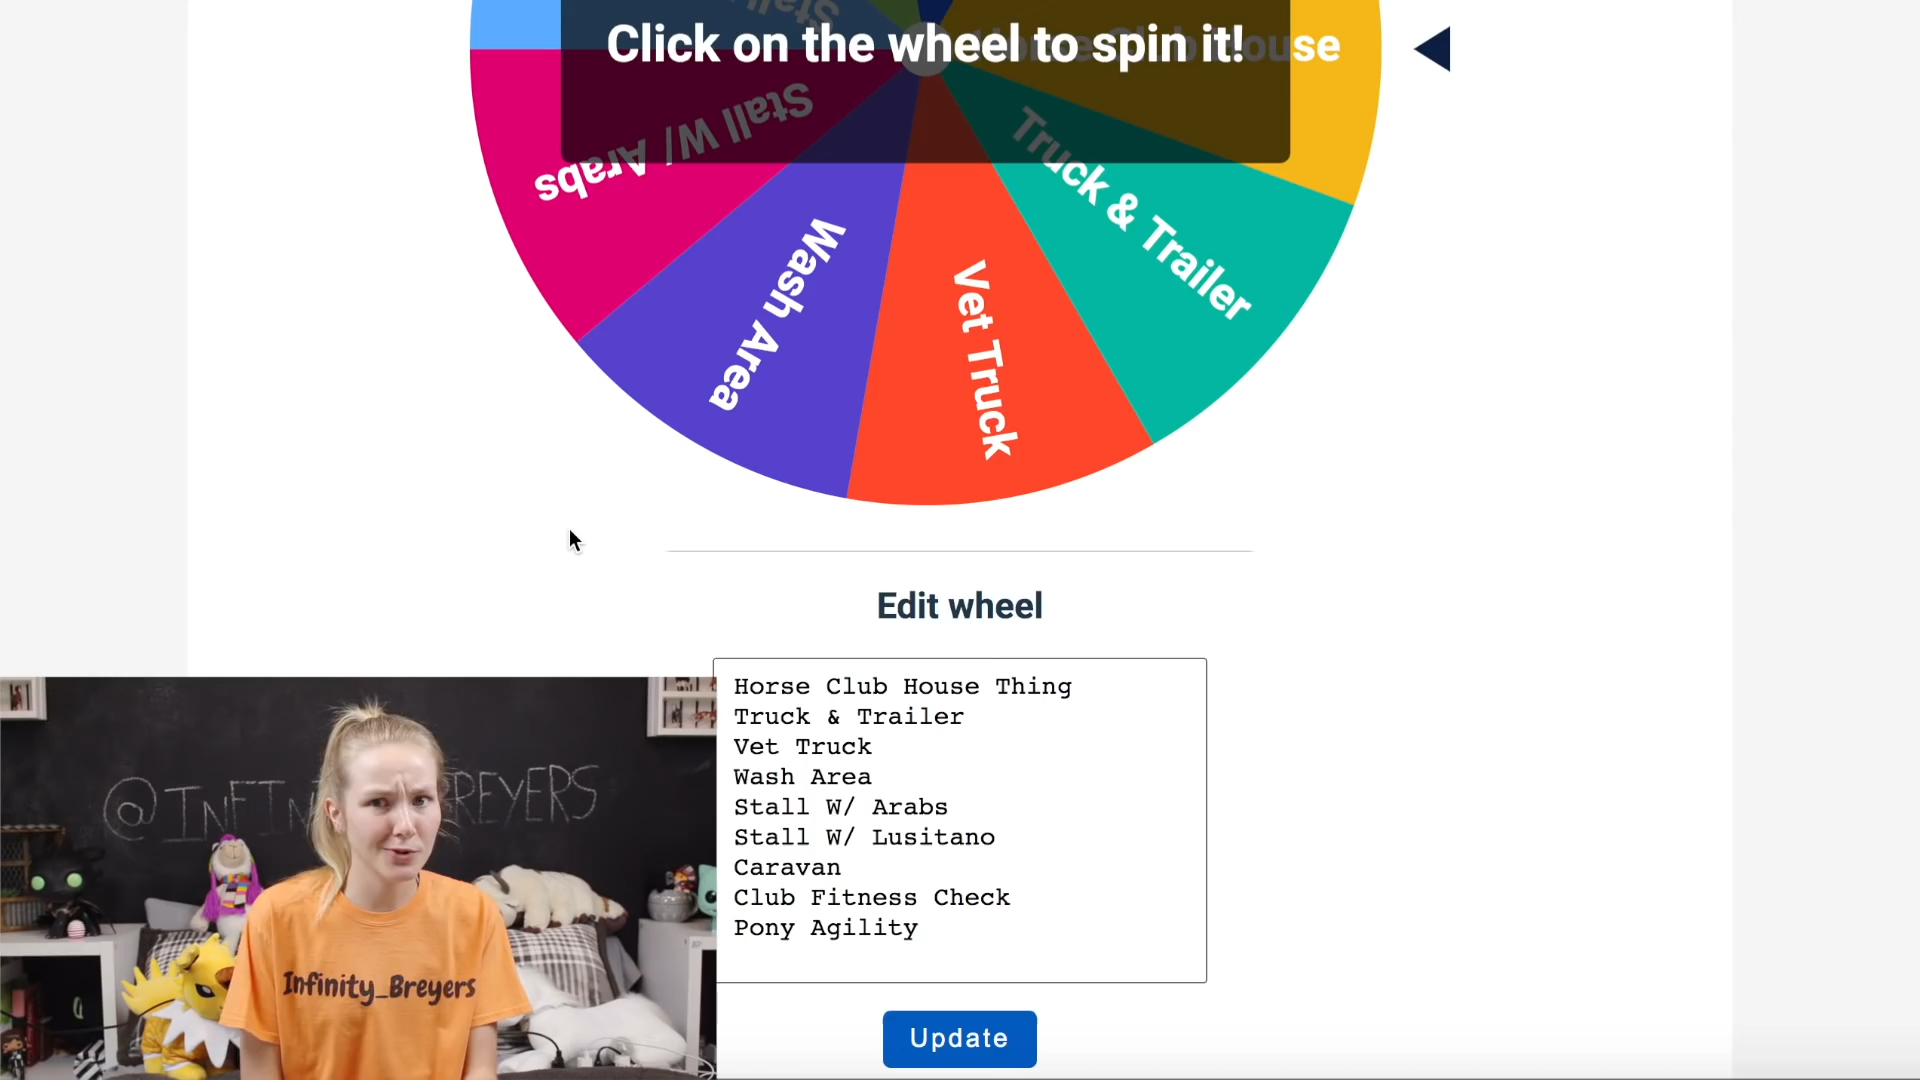 Click on the wheel to spin it!
House
Stall
Stall W/ Arabs
Truck & Trailer
Wash Area
Vet Truck
Edit wheel
Horse Club House Thing
Truck & Trailer
Vet Truck
Wash Area
Stall W/ Arabs
Stall W/ Lusitano
Caravan
Club Fitness Check
Pony Agility
Update
Infinity_Breyers